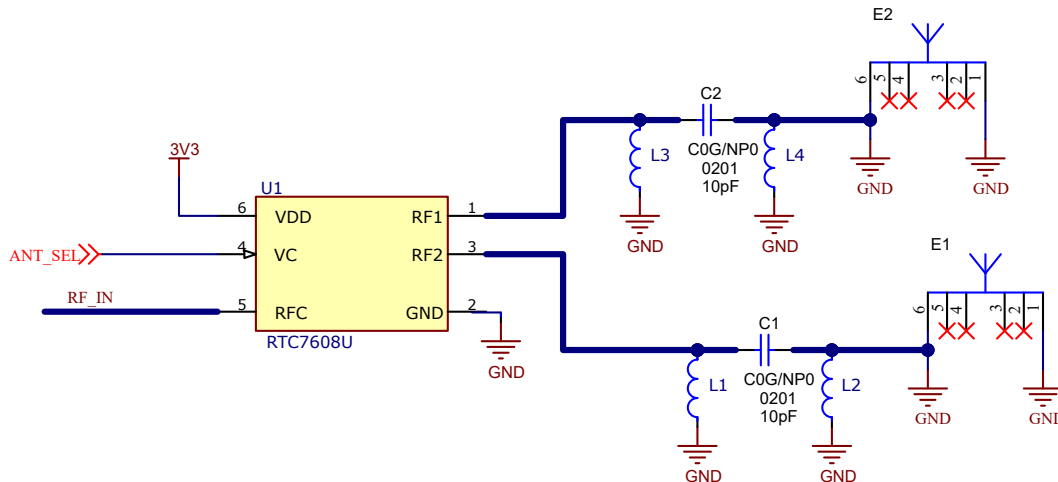 E2
6
5
4
3
2
1
C2
3V3
L3
C0G/NP0
0201
10pF
L4
U1
GND
GND
6
VDD
RF1
1
GND
GND
ANT_SEL
4
VC
RF2
3
E1
RF_IN
5
RFC
GND
2
6
5
4
3
2
1
RTC7608U
C1
GND
L1
C0G/NP0
0201
10pF
L2
GND
GND
GND
GND